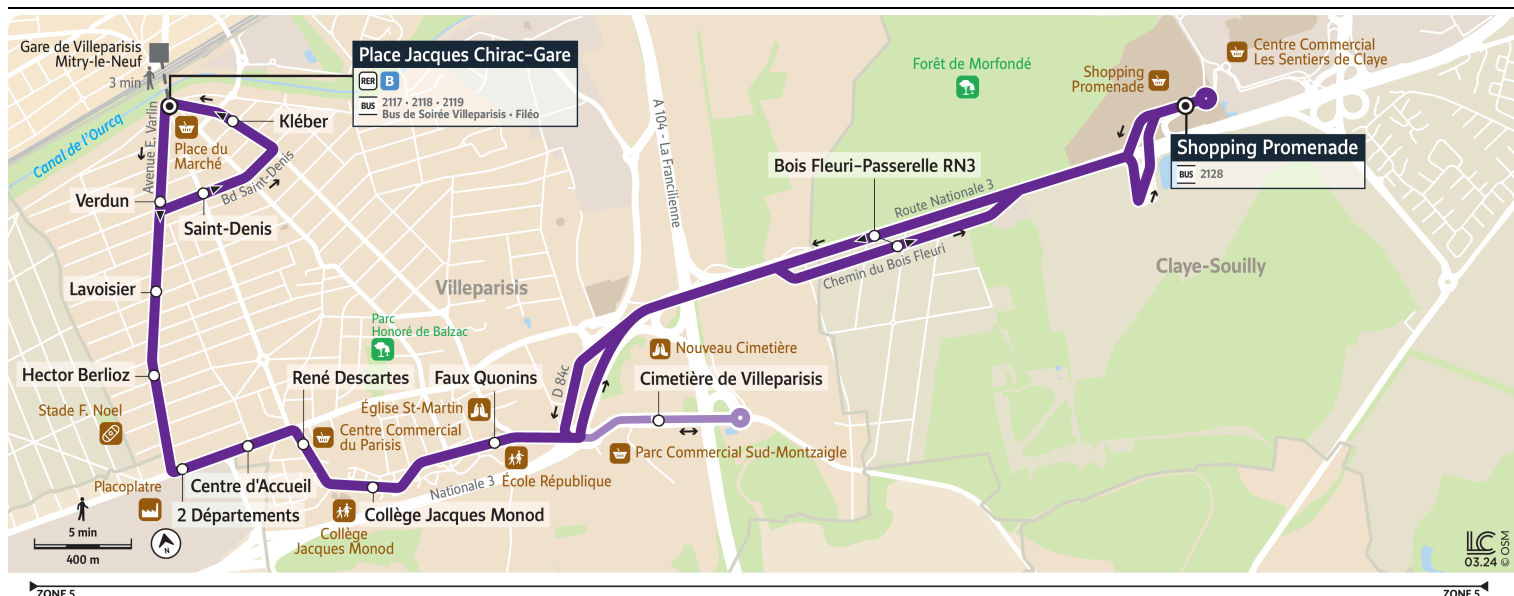 Gare de Villeparisis
Mitry-le-Neuf
3 min
Place Jacques Chirac–Gare
RER B
BUS 2117 • 2118 • 2119
Bus de Soirée Villeparisis • Filéo
Canal de l'Ourcq
Avenue E. Varlin
Place du
Marché
Kléber
Bd Saint-Denis
Verdun
Saint-Denis
Lavoisier
Hector Berlioz
Stade F. Noel
Placoplatre
5 min
400 m
N
Villeparisis
Parc
Honoré de Balzac
René Descartes
Faux Quonins
Église St-Martin
Centre Commercial
du Parisis
Centre d'Accueil
2 Départements
Collège Jacques Monod
Collège
Jacques Monod
Nationale 3
École République
D 84c
A 104 - La Francilienne
Nouveau Cimetière
Cimetière de Villeparisis
Parc Commercial Sud-Montzaigle
Bois Fleuri–Passerelle RN3
Route Nationale 3
Chemin du Bois Fleuri
Forêt de Morfondé
Shopping
Promenade
Centre Commercial
Les Sentiers de Claye
Shopping Promenade
BUS 2128
Claye-Souilly
LC
03.24 © OSM
ZONE 5
ZONE 5